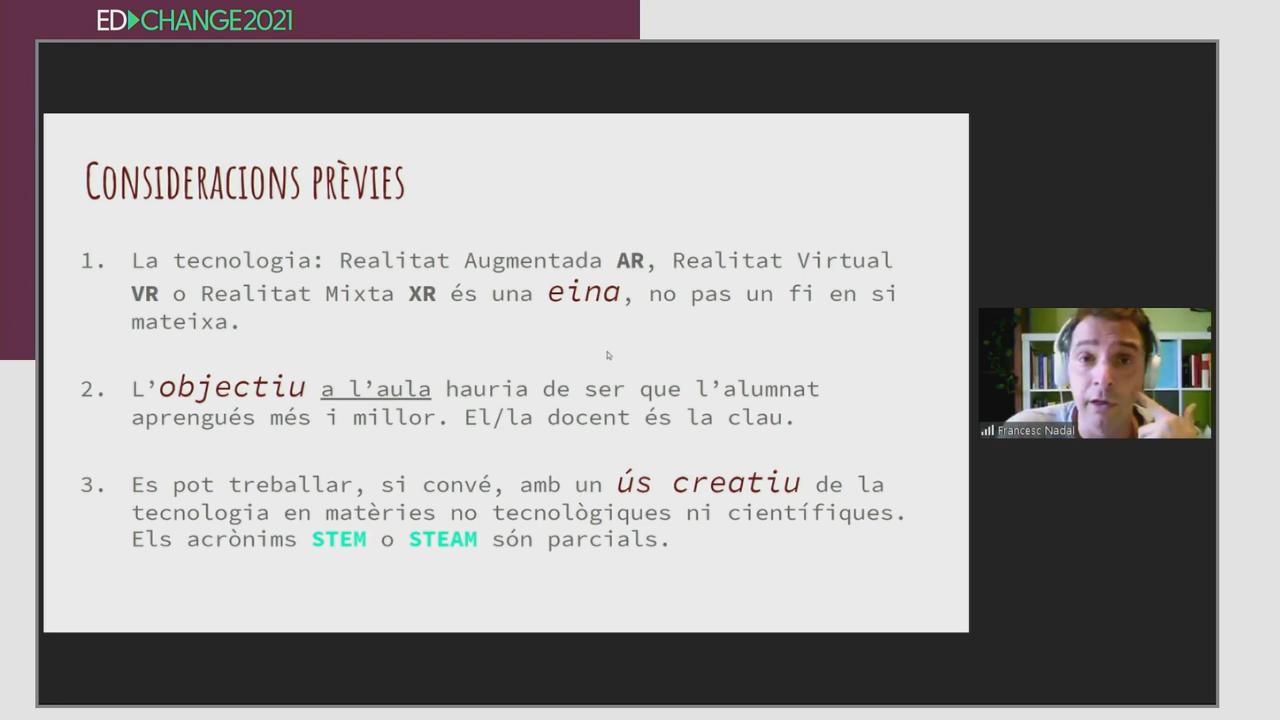 ED▶CHANGE2021
Consideracions prèvies
1. La tecnologia: Realitat Augmentada AR, Realitat Virtual
VR o Realitat Mixta XR és una eina, no pas un fi en si
mateixa.
2. L’objectiu a l’aula hauria de ser que l’alumnat
aprengués més i millor. El/la docent és la clau.
3. Es pot treballar, si convé, amb un ús creatiu de la
tecnologia en matèries no tecnològiques ni científiques.
Els acrònims STEM o STEAM són parcials.
Francesc Nadal